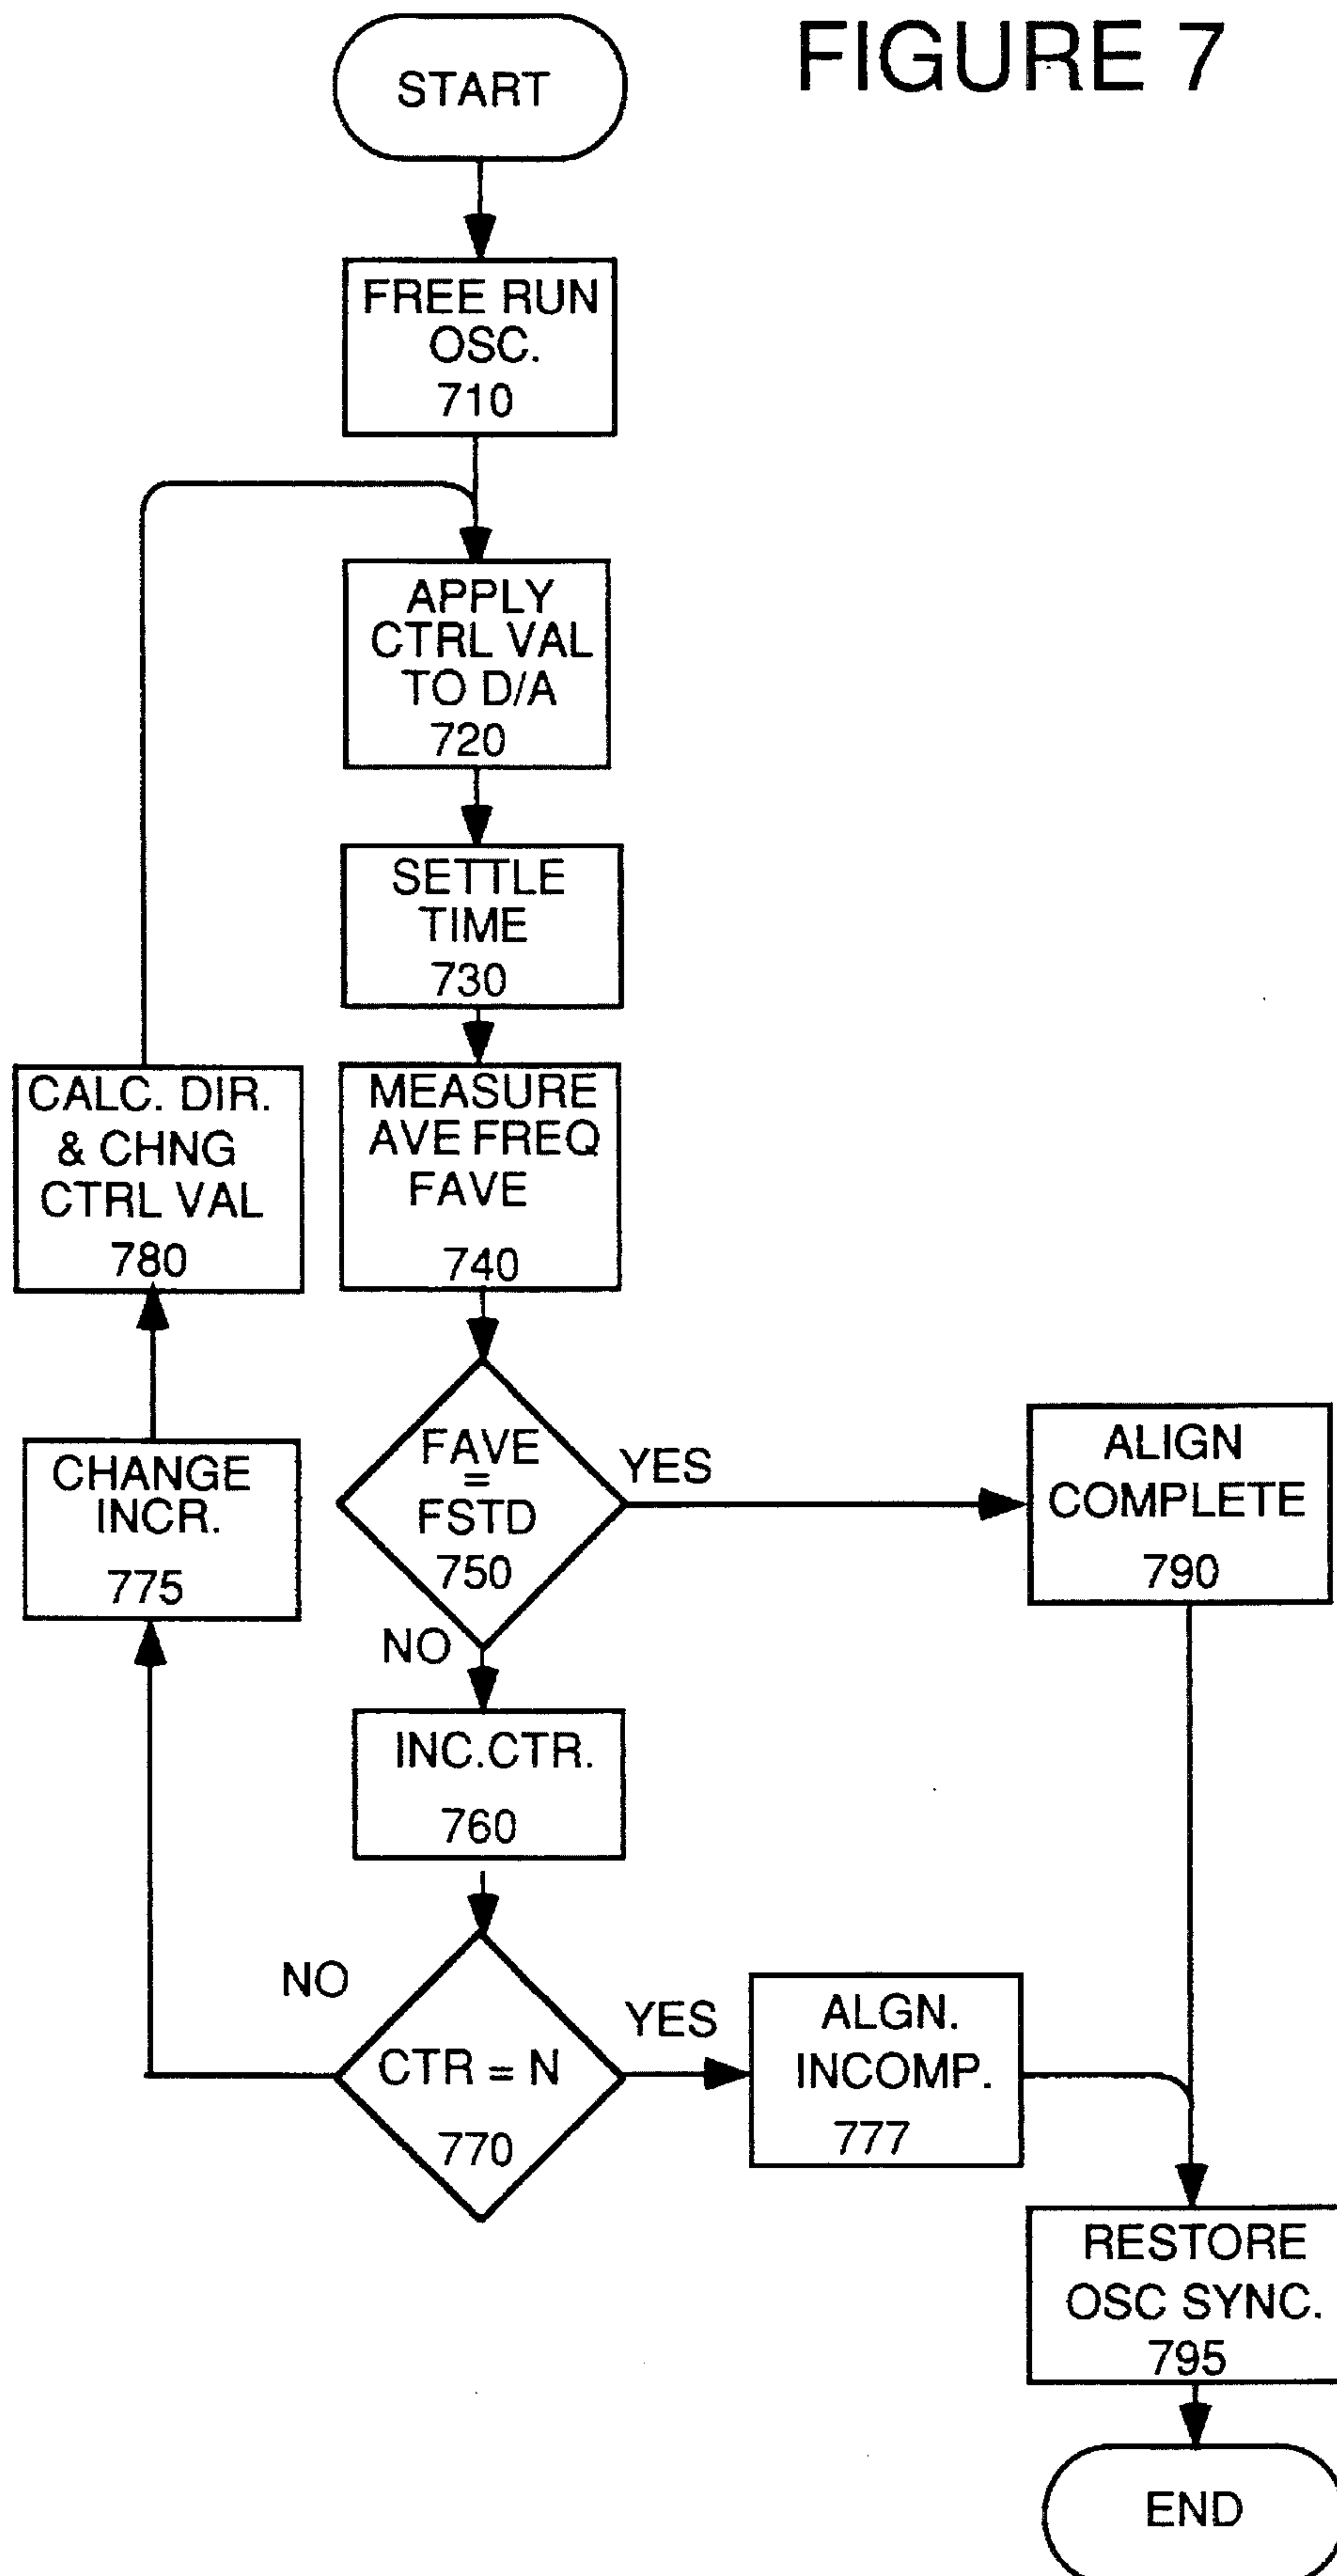 FIGURE 7
START
FREE RUN
OSC.
710
APPLY
CTRL VAL
TO D/A
720
SETTLE
TIME
730
MEASURE
AVE FREQ
FAVE
740
CALC. DIR.
& CHNG
CTRL VAL
780
CHANGE
INCR.
775
FAVE
=
FSTD
750
YES
NO
ALIGN
COMPLETE
790
INC.CTR.
760
NO
CTR = N
770
YES
ALGN.
INCOMP.
777
RESTORE
OSC SYNC.
795
END